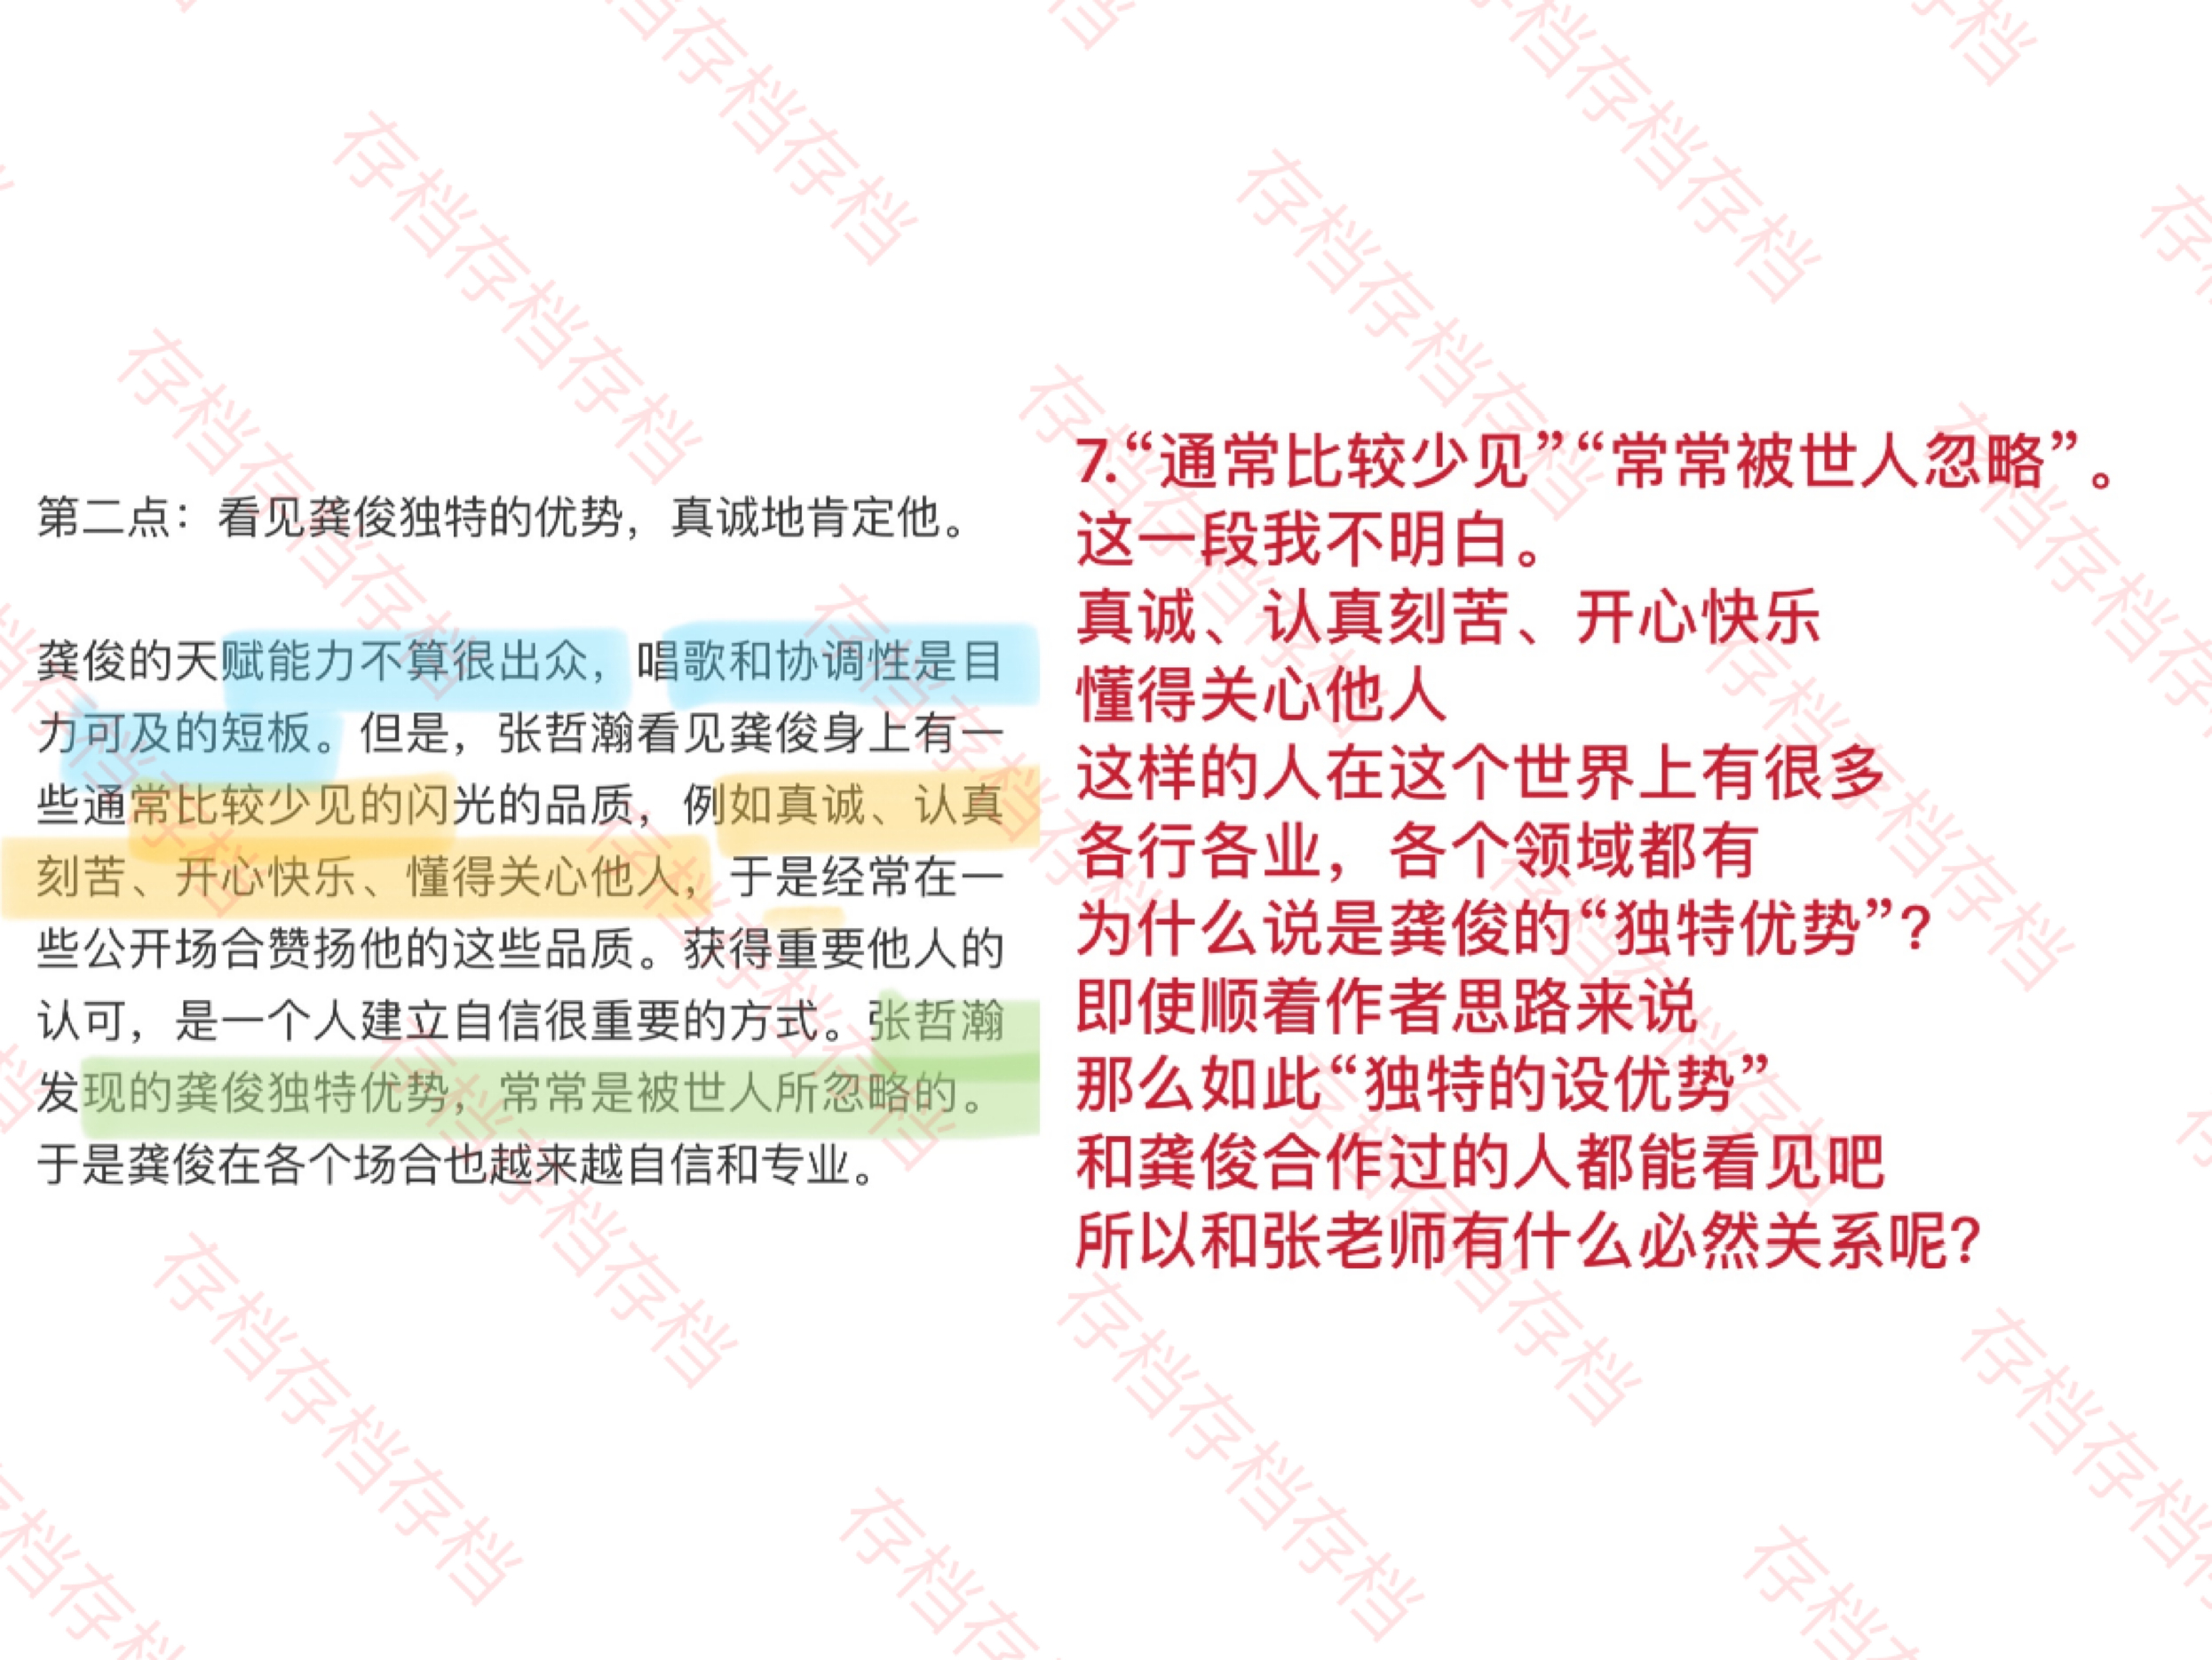 第二点：看见龚俊独特的优势，真诚地肯定他。
龚俊的天赋能力不算很出众，唱歌和协调性是目
力可及的短板。但是，张哲瀚看见龚俊身上有一
些通常比较少见的闪光的品质，例如真诚、认真
刻苦、开心快乐、懂得关心他人，于是经常在一
些公开场合赞扬他的这些品质。获得重要他人的
认可，是一个人建立自信很重要的方式。张哲瀚
发现的龚俊独特优势，常常是被世人所忽略的。
于是龚俊在各个场合也越来越自信和专业。
7.“通常比较少见”“常常被世人忽略”。
这一段我不明白。
真诚、认真刻苦、开心快乐
懂得关心他人
这样的人在这个世界上有很多
各行各业，各个领域都有
为什么说是龚俊的“独特优势”？
即使顺着作者思路来说
那么如此“独特的设优势”
和龚俊合作过的人都能看见吧
所以和张老师有什么必然关系呢？
存档存档存档